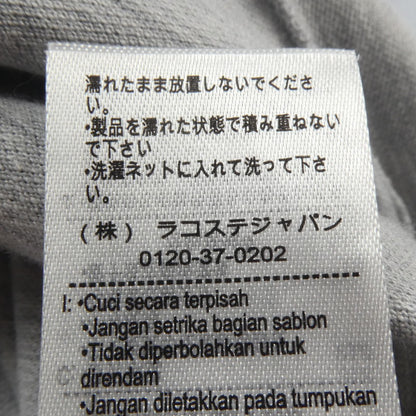 濡れたまま放置しないでくださ
い。
•製品を濡れた状態で積み重ねない
で下さい
•洗濯ネットに入れて洗って下さ
い。
(株) ラコステジャパン
0120-37-0202
I: •Cuci secara terpisah
•Jangan setrika bagian sablon
•Tidak diperbolahkan untuk
direndam
•Jangan diletakkan pada tumpukan